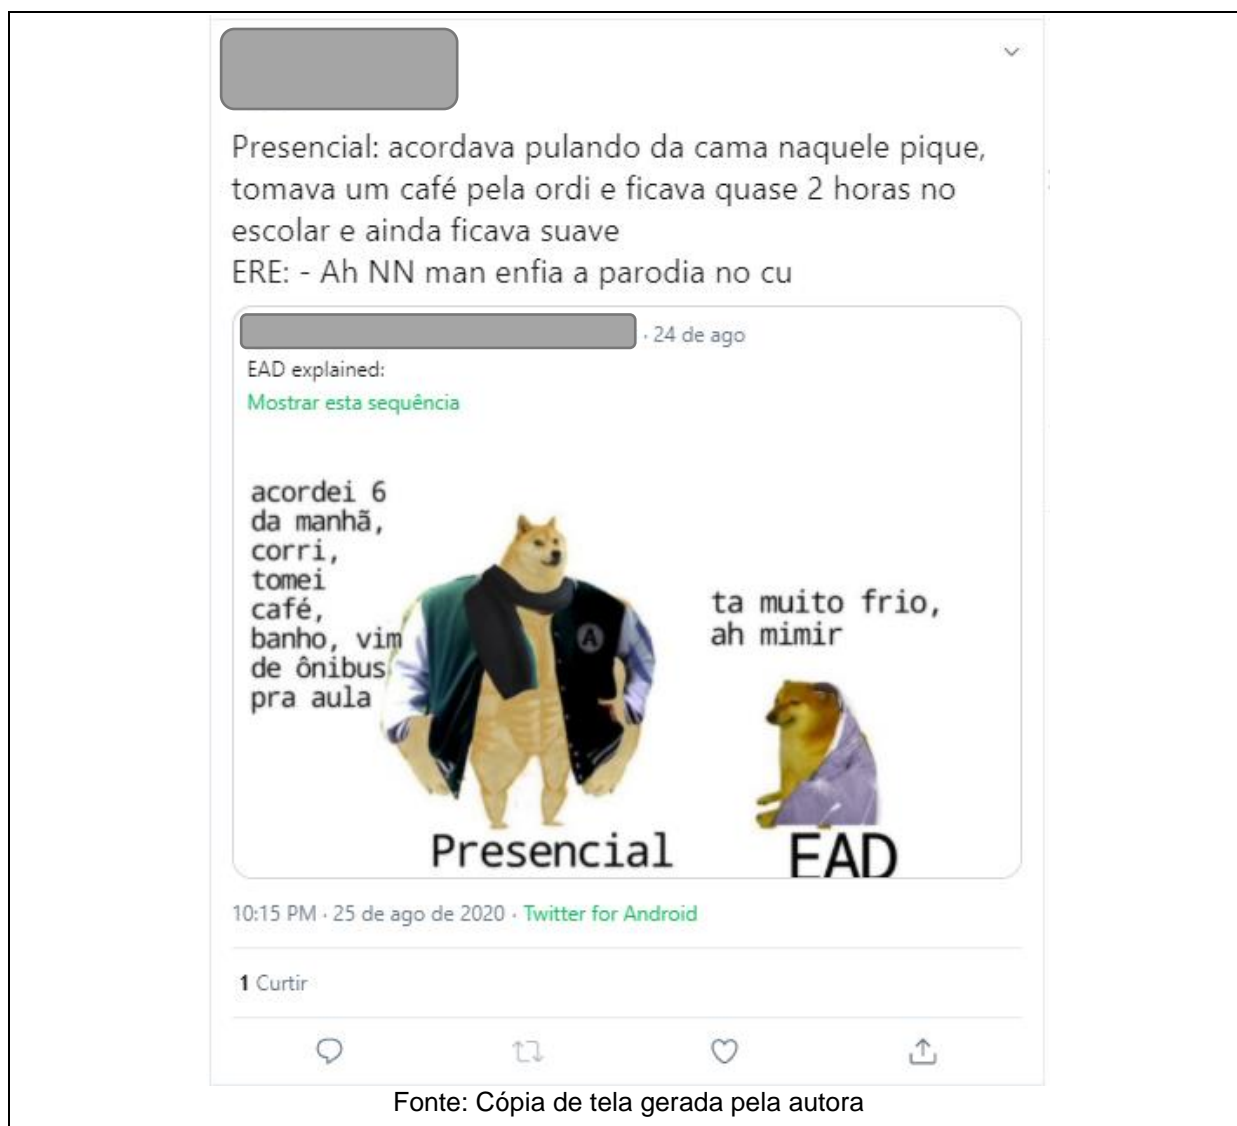 Presencial: acordava pulando da cama naquele pique,
tomava um café pela ordi e ficava quase 2 horas no
escolar e ainda ficava suave
ERE: - Ah NN man enfia a parodia no cu
· 24 de ago
EAD explained:
Mostrar esta sequência
acordei 6
da manhã,
corri,
tomei
café,
banho, vim
de ônibus
pra aula
A
ta muito frio,
ah mimir
Presencial
EAD
10:15 PM · 25 de ago de 2020 · Twitter for Android
1 Curtir
Fonte: Cópia de tela gerada pela autora